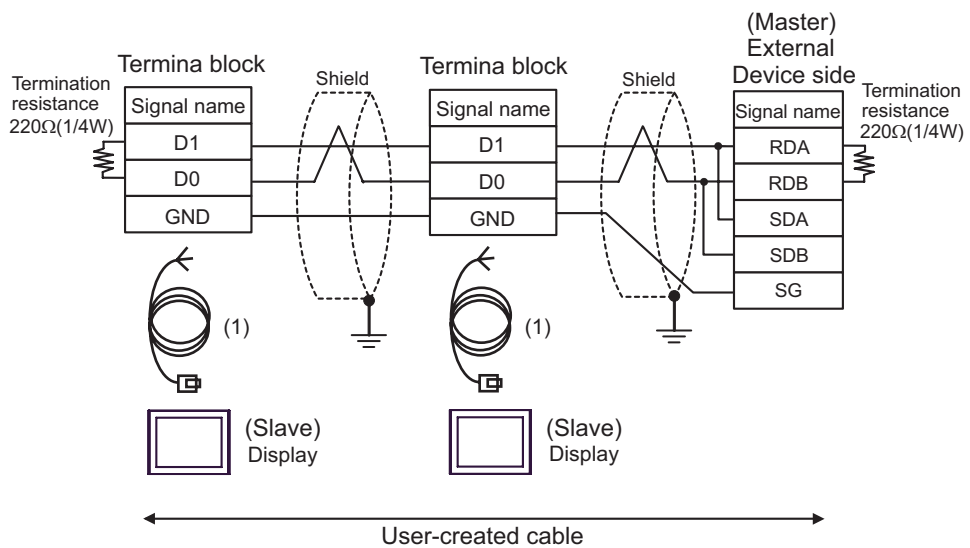 Termination
resistance
220Ω(1/4W)
Termina block
Signal name
D1
D0
GND
Shield
(1)
(Slave)
Display
Termina block
Signal name
D1
D0
GND
Shield
(1)
(Slave)
Display
(Master)
External
Device side
Signal name
RDA
RDB
SDA
SDB
SG
Termination
resistance
220Ω(1/4W)
User-created cable